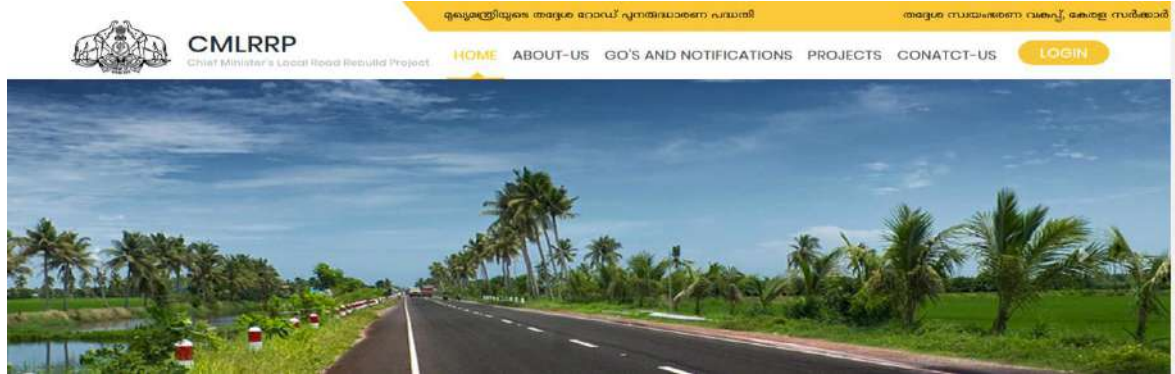 മുഖ്യമന്ത്രിയുടെ തദ്ദേശ റോഡ് പുനരുദ്ധാരണ പദ്ധതി
തദ്ദേശ സ്വയംഭരണ വകുപ്പ്, കേരള സർക്കാർ
CMLRRP
Chief Minister's Local Road Rebuild Project
HOME ABOUT-US GO'S AND NOTIFICATIONS PROJECTS CONATCT-US LOGIN